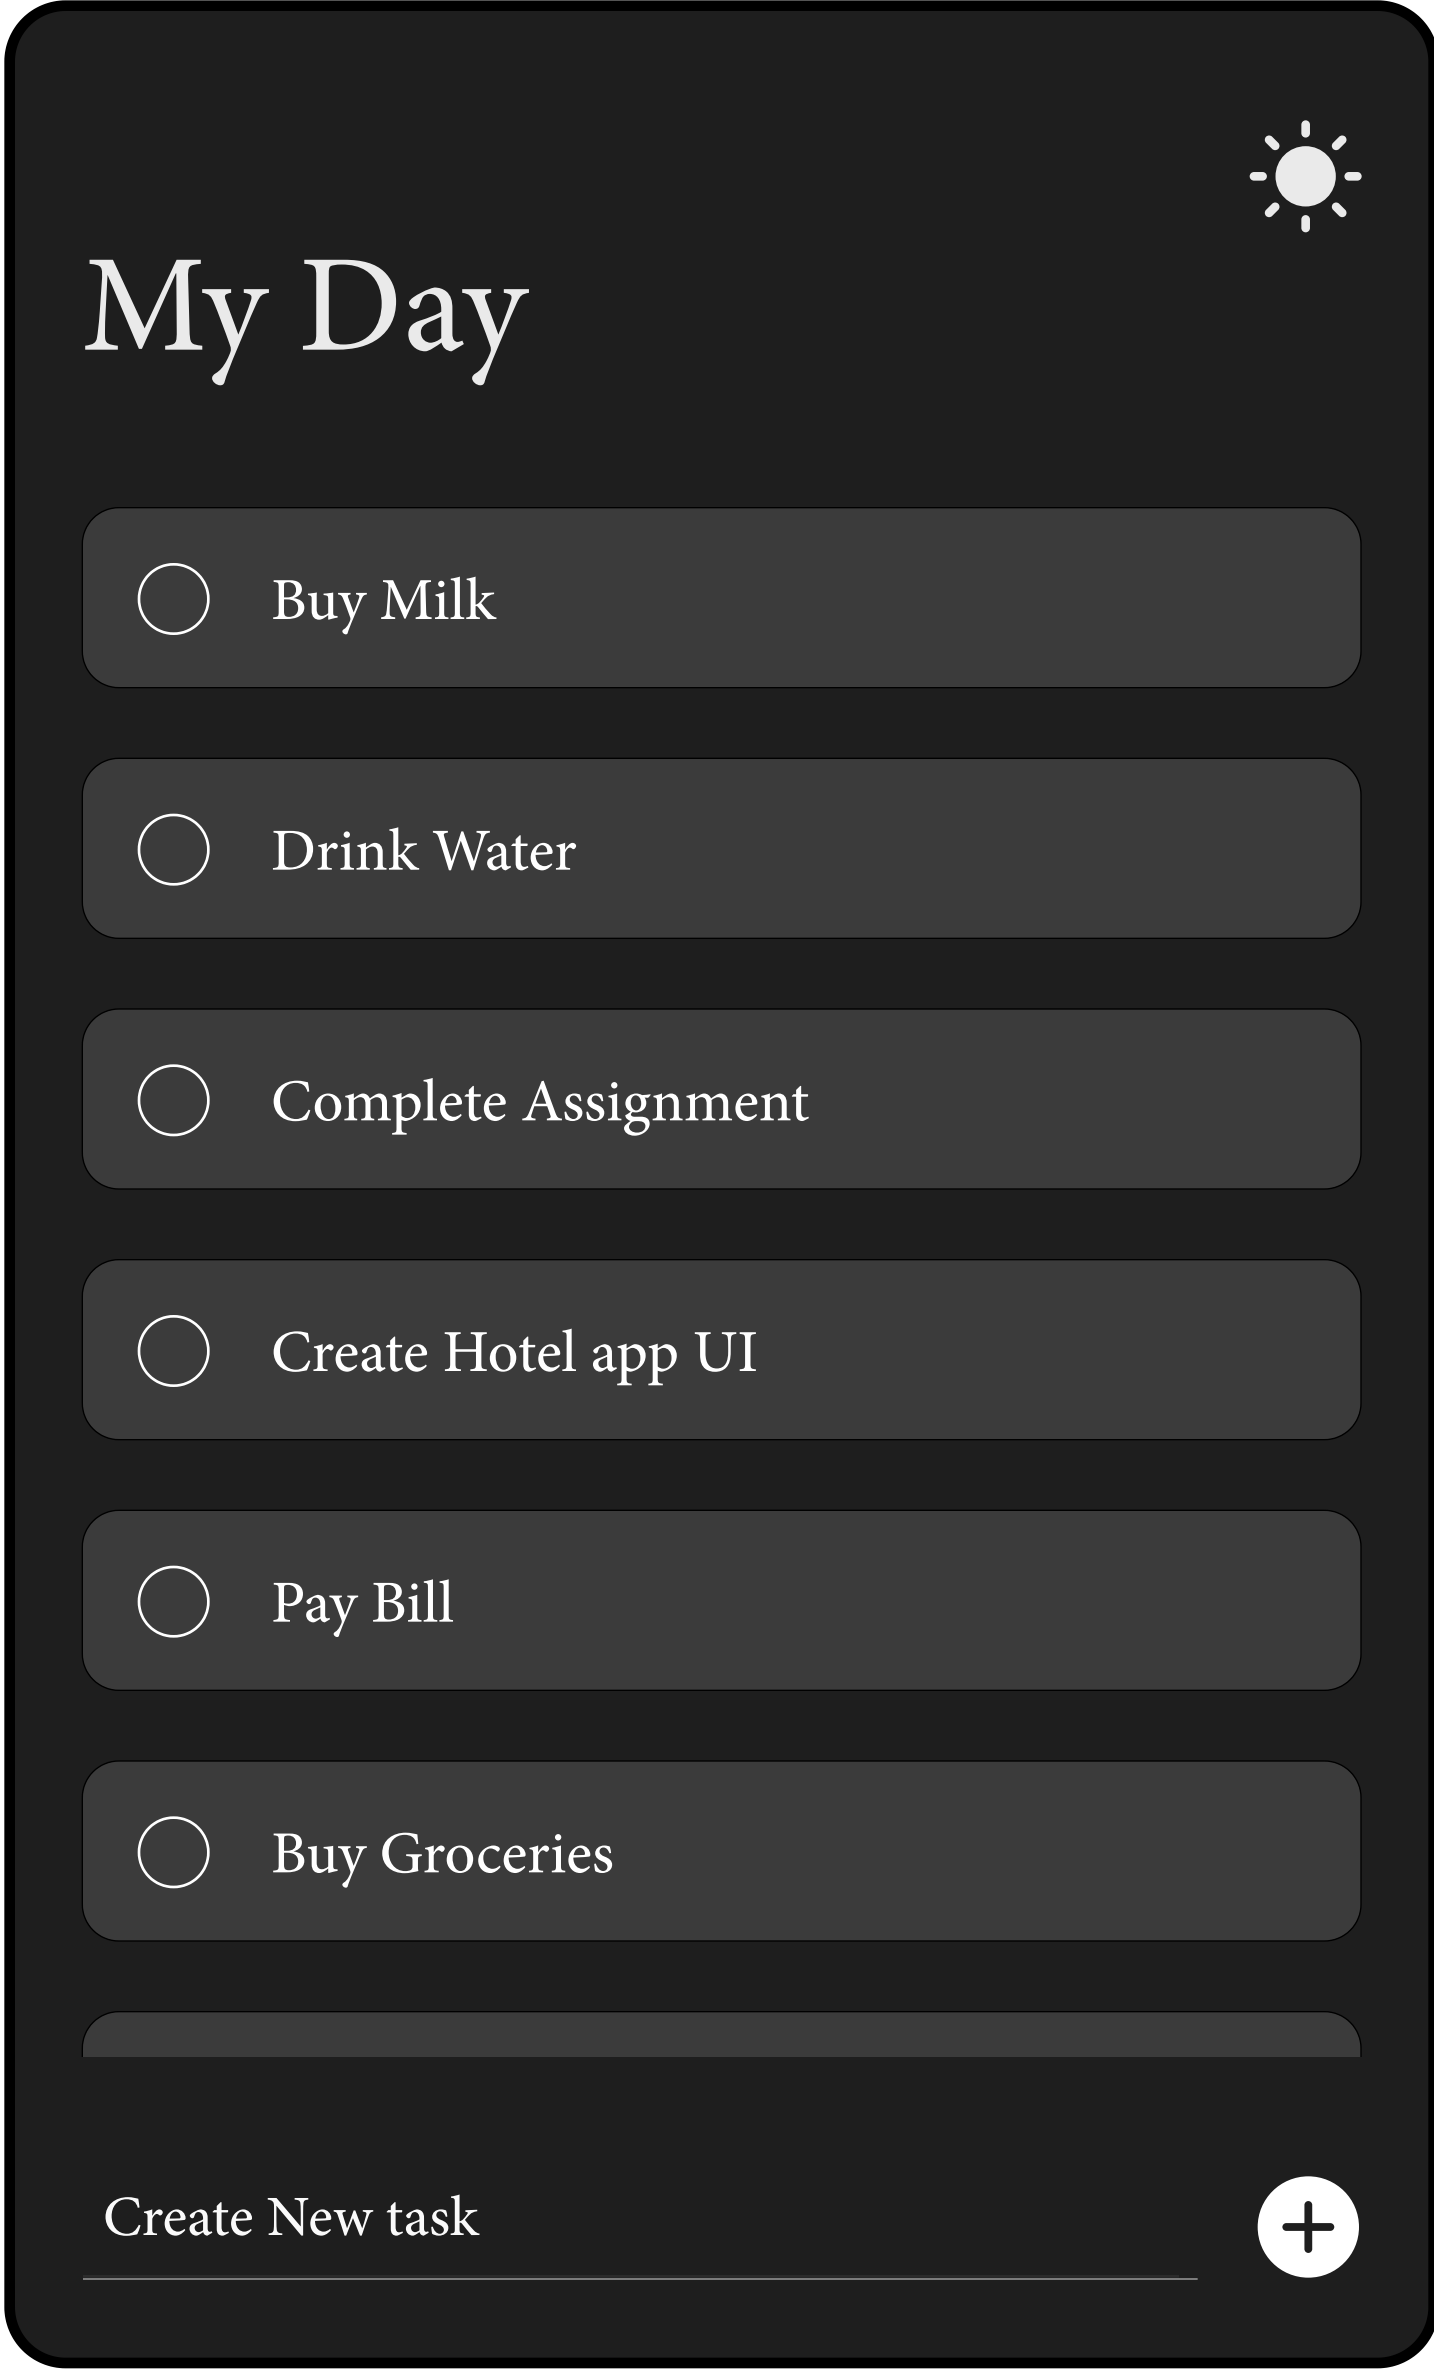 My Day
Buy Milk
Drink Water
Complete Assignment
Create Hotel app UI
Pay Bill
Buy Groceries
Create New task